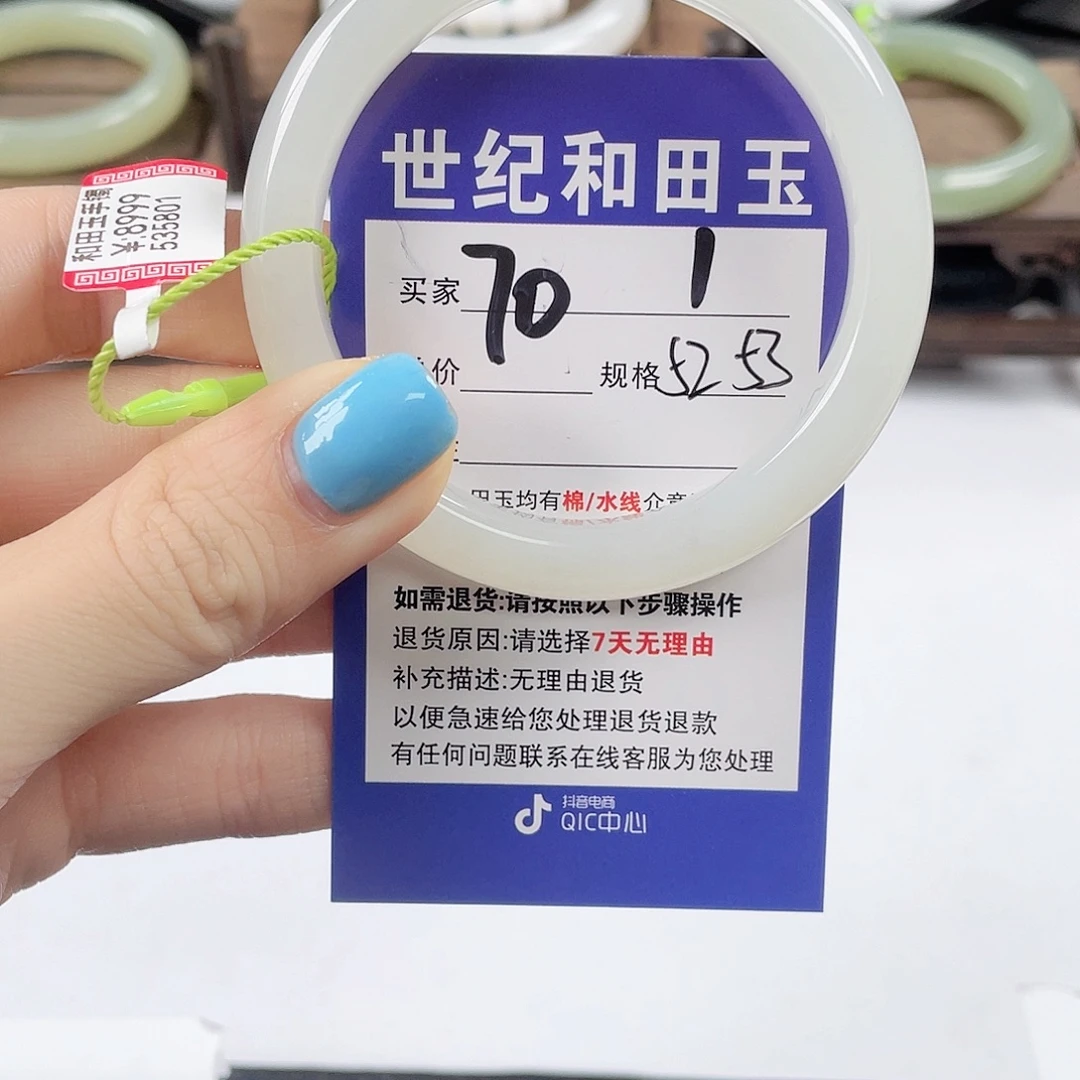 世纪和田玉
买家 70 1
价 规格 52 53
田玉均有棉/水线介
如需退货:请按照以下步骤操作
退货原因:请选择7天无理由
补充描述:无理由退货
以便急速给您处理退货退款
有任何问题联系在线客服为您处理
抖音电商
QIC中心
和田玉手镯
¥:8999
535801